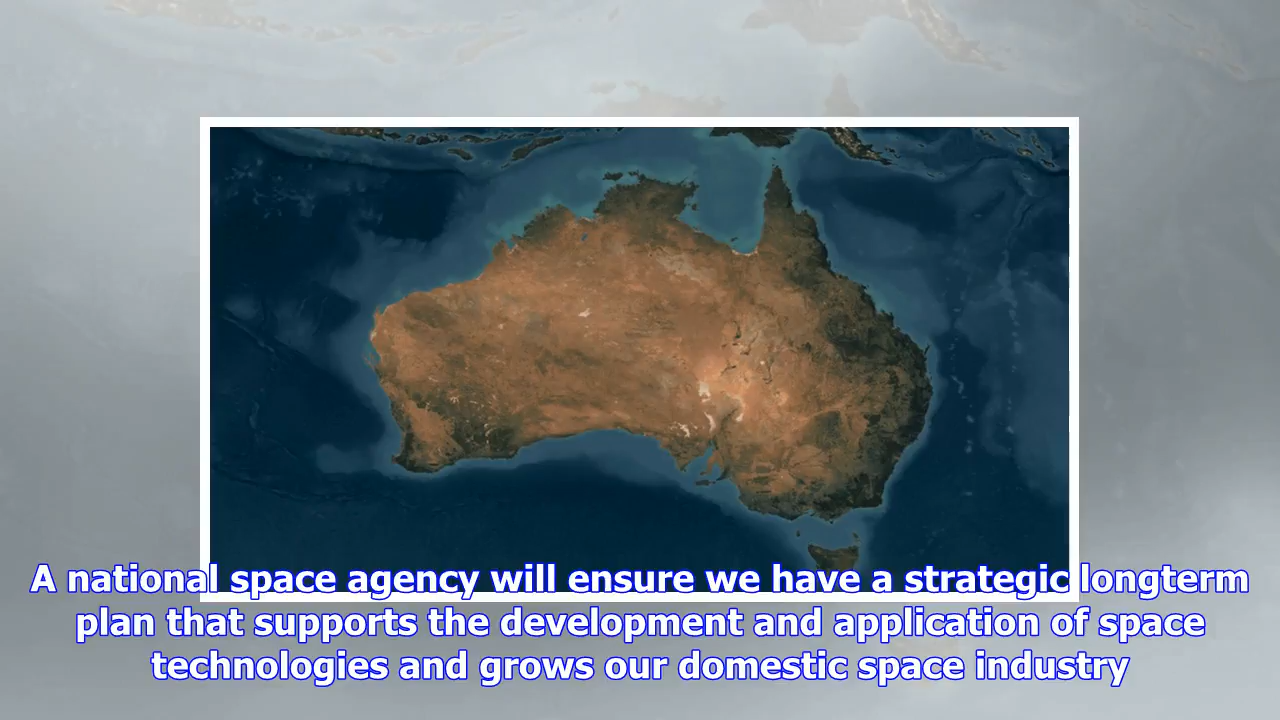 A national space agency will ensure we have a strategic longterm
plan that supports the development and application of space
technologies and grows our domestic space industry